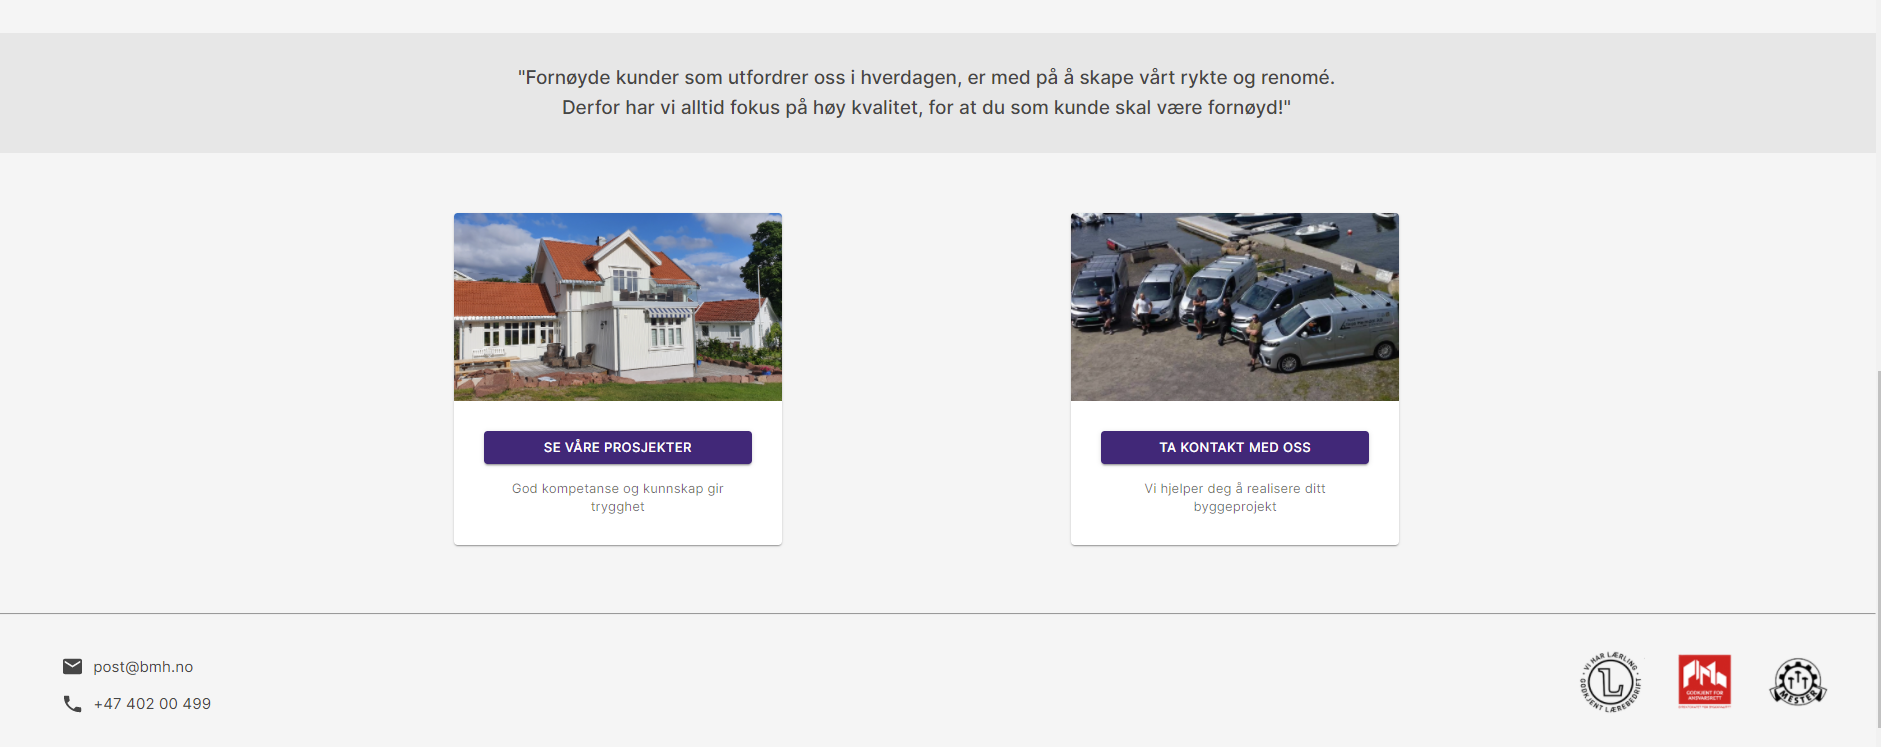 "Fornøyde kunder som utfordrer oss i hverdagen, er med på å skape vårt rykte og renomé.
Derfor har vi alltid fokus på høy kvalitet, for at du som kunde skal være fornøyd!"
SE VÅRE PROSJEKTER
God kompetanse og kunnskap gir
trygghet
TA KONTAKT MED OSS
Vi hjelper deg å realisere ditt
byggeprojekt
post@bmh.no
+47 402 00 499
VI HAR LÆRLING
L
GODKJENT LÆREBEDRIFT
GODKJENT FOR
ANSVARSRETT
MESTER